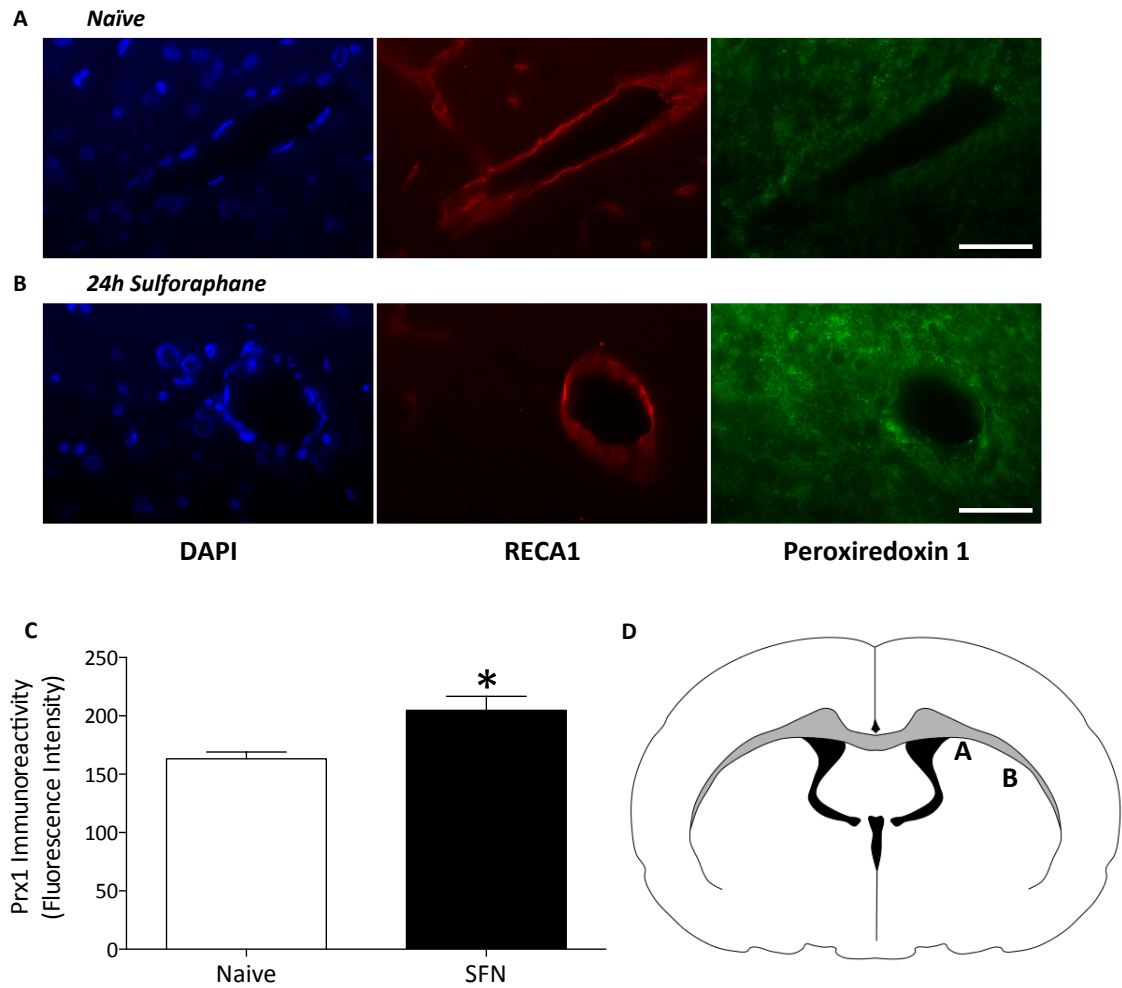 A Naïve
B 24h Sulforaphane
DAPI RECA1 Peroxiredoxin 1
C
Prx1 Immunoreactivity
(Fluorescence Intensity)
250
200
150
100
50
0
*
Naive SFN
D
A
B